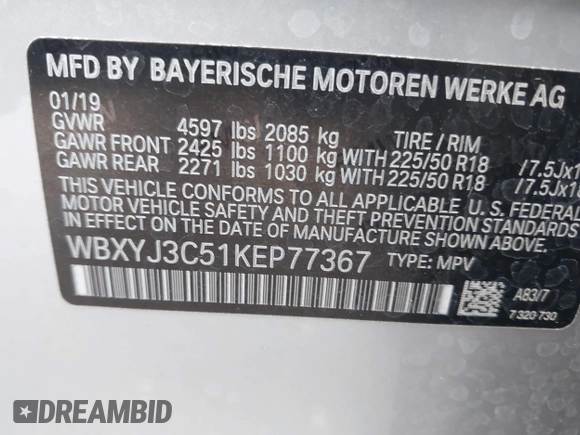 MFD BY BAYERISCHE MOTOREN WERKE AG
01/19
GVWR 4597 lbs 2085 kg TIRE / RIM
GAWR FRONT 2425 lbs 1100 kg WITH 225/50 R18 /7.5Jx1
GAWR REAR 2271 lbs 1030 kg WITH 225/50 R18 /7.5Jx1
THIS VEHICLE CONFORMS TO ALL APPLICABLE U. S. FEDERAL
MOTOR VEHICLE SAFETY AND THEFT PREVENTION STANDARDS
IN EFFECT ON THE DATE OF MANUFACTURE SHOWN ABOVE.
WBXYJ3C51KEP77367 TYPE: MPV
A83/7
7 320 730
DREAMBID